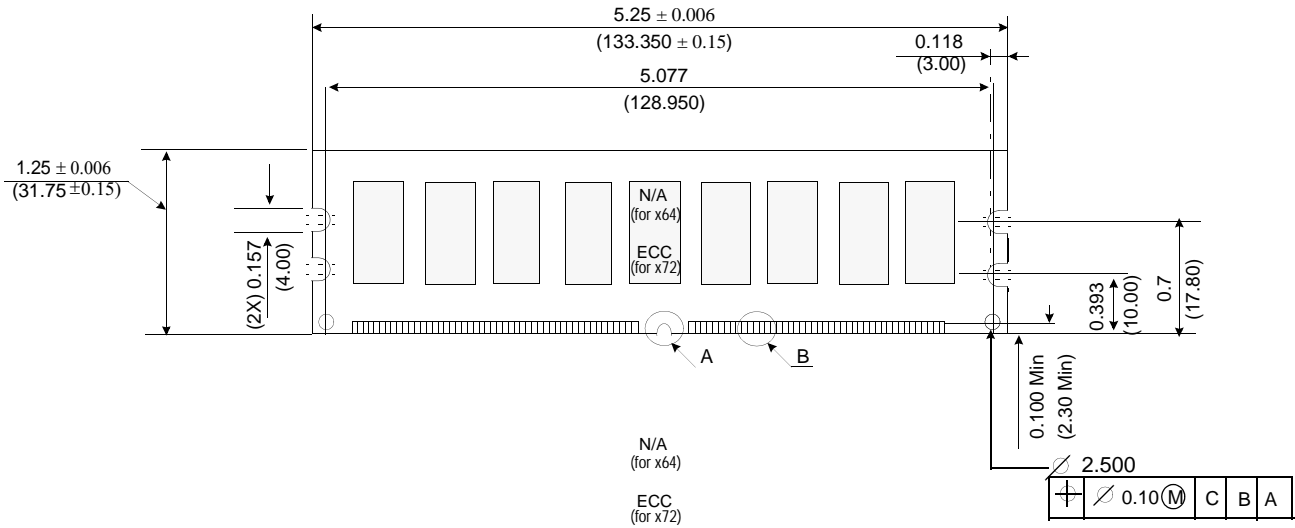 5.25 ± 0.006
(133.350 ± 0.15)
0.118
(3.00)
5.077
(128.950)
1.25 ± 0.006
(31.75 ±0.15)
N/A
(for x64)
ECC
(for x72)
(2X) 0.157
(4.00)
0.393
(10.00)
0.7
(17.80)
A
B
0.100 Min
(2.30 Min)
N/A
(for x64)
ECC
(for x72)
∅ 2.500
⌖ ∅ 0.10 Ⓜ C B A